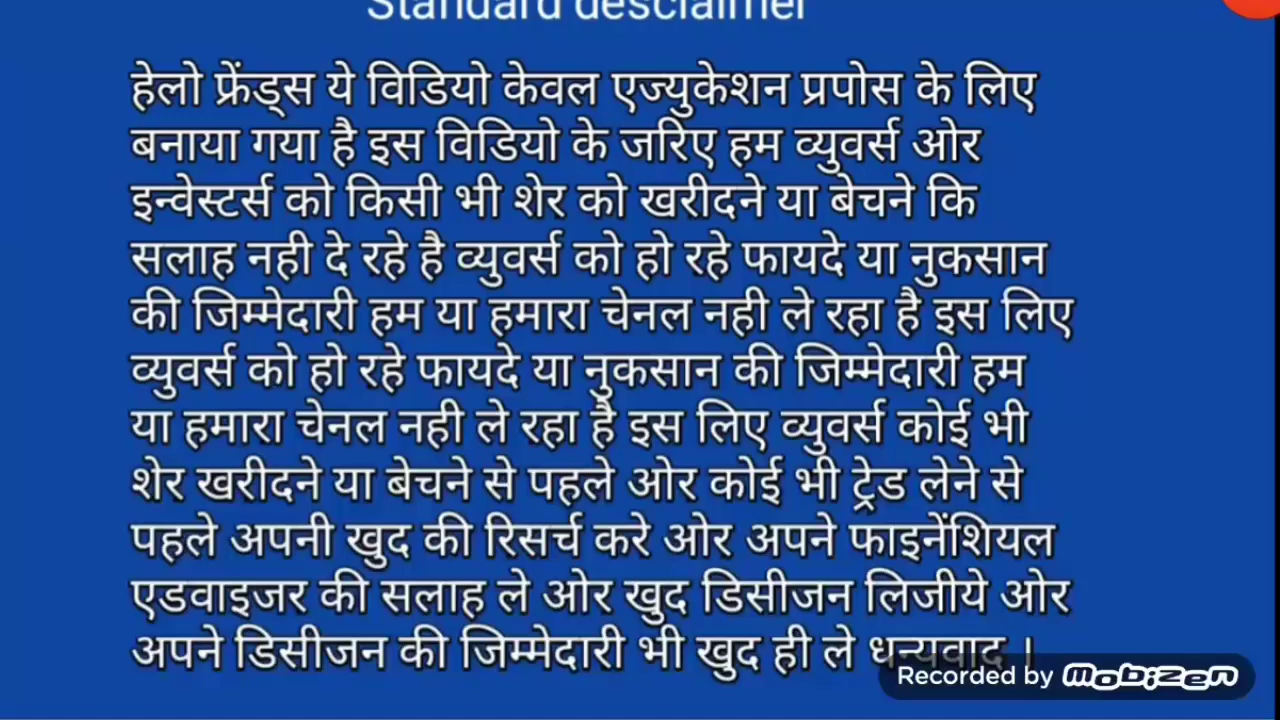 Standard desclaimer
हेलो फ्रेंड्स ये विडियो केवल एज्युकेशन प्रपोस के लिए
बनाया गया है इस विडियो के जरिए हम व्युवर्स ओर
इन्वेस्टर्स को किसी भी शेर को खरीदने या बेचने कि
सलाह नही दे रहे है व्युवर्स को हो रहे फायदे या नुकसान
की जिम्मेदारी हम या हमारा चेनल नही ले रहा है इस लिए
व्युवर्स को हो रहे फायदे या नुकसान की जिम्मेदारी हम
या हमारा चेनल नही ले रहा है इस लिए व्युवर्स कोई भी
शेर खरीदने या बेचने से पहले ओर कोई भी ट्रेड लेने से
पहले अपनी खुद की रिसर्च करे ओर अपने फाइनेंशियल
एडवाइजर की सलाह ले ओर खुद डिसीजन लिजीये ओर
अपने डिसीजन की जिम्मेदारी भी खुद ही ले धन्यवाद ।
Recorded by mobizen